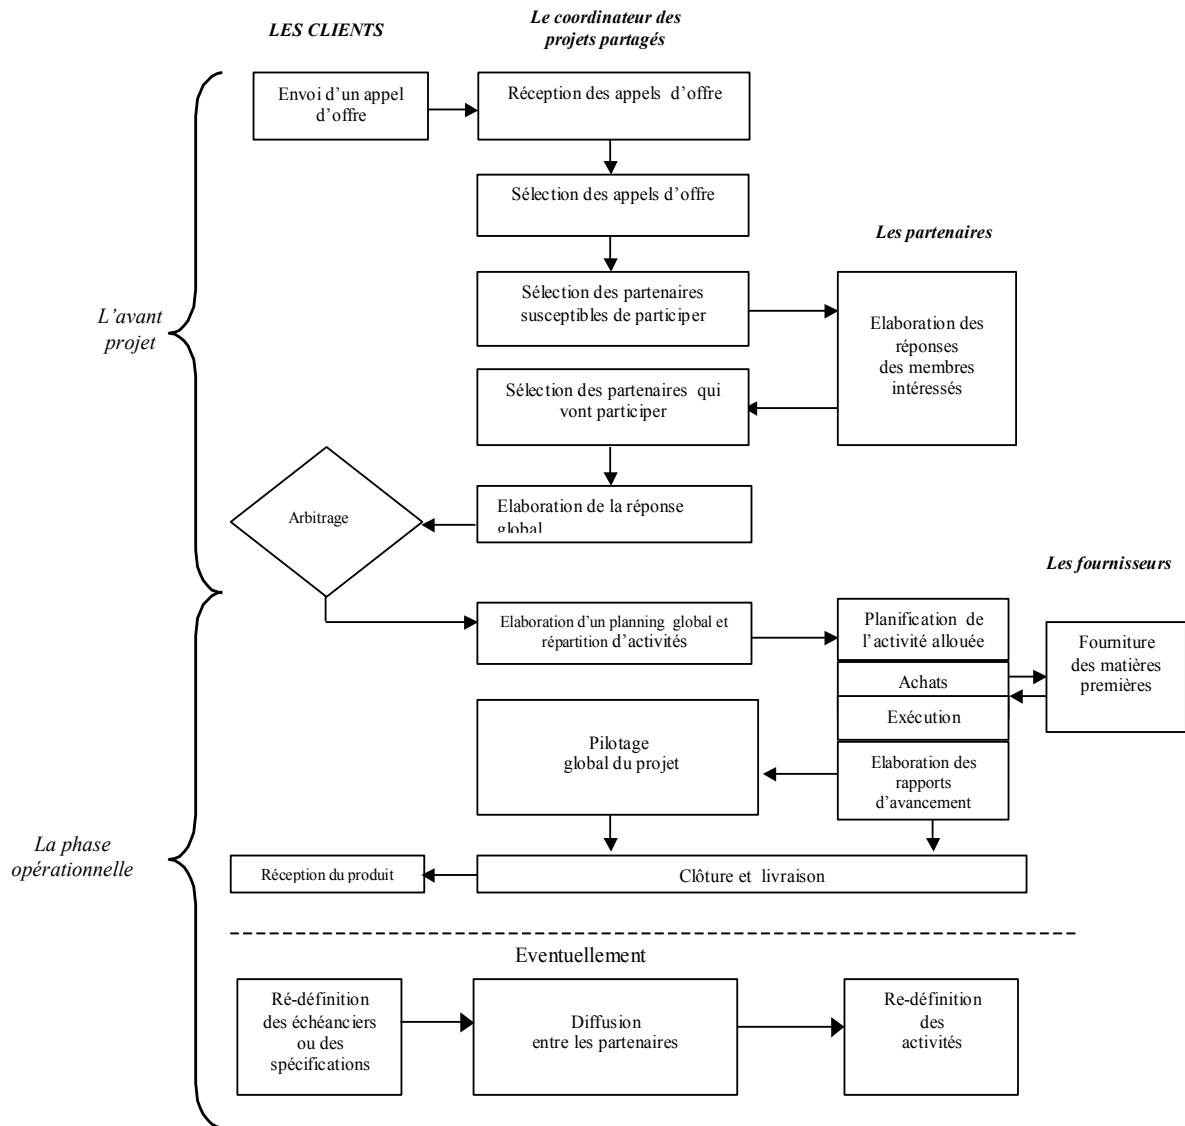 LES CLIENTS
Le coordinateur des
projets partagés
Envoi d'un appel
d'offre
Réception des appels d'offre
Sélection des appels d'offre
Les partenaires
L'avant
projet
Sélection des partenaires
susceptibles de participer
Elaboration des
réponses
des membres
intéressés
Sélection des partenaires qui
vont participer
Arbitrage
Elaboration de la réponse
global
Les fournisseurs
Elaboration d'un planning global et
répartition d'activités
Planification de
l'activité allouée
Fourniture
des matières
premières
Achats
Exécution
Pilotage
global du projet
Elaboration des
rapports
d'avancement
La phase
opérationnelle
Réception du produit
Clôture et livraison
Eventuellement
Ré-définition
des échéanciers
ou des
spécifications
Diffusion
entre les partenaires
Re-définition
des
activités